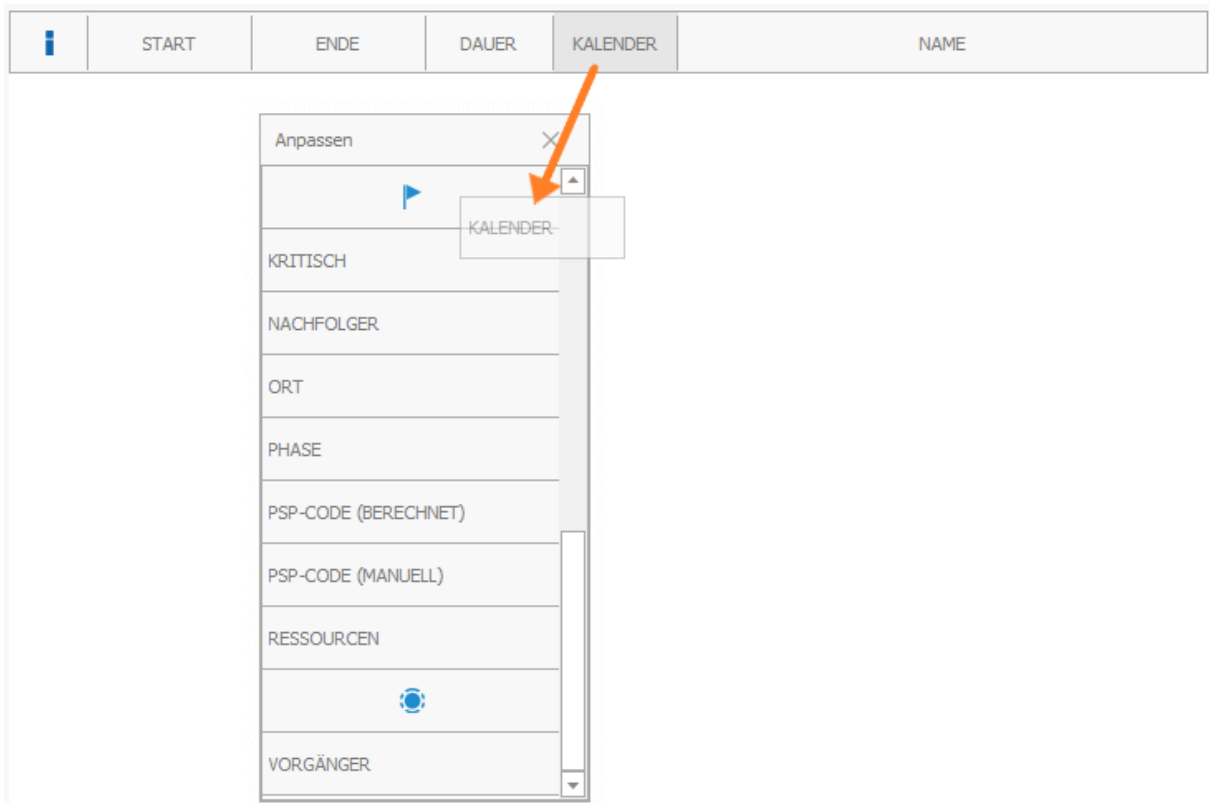 START ENDE DAUER KALENDER NAME
Anpassen
KALENDER
KRITISCH
NACHFOLGER
ORT
PHASE
PSP-CODE (BERECHNET)
PSP-CODE (MANUELL)
RESSOURCEN
VORGÄNGER